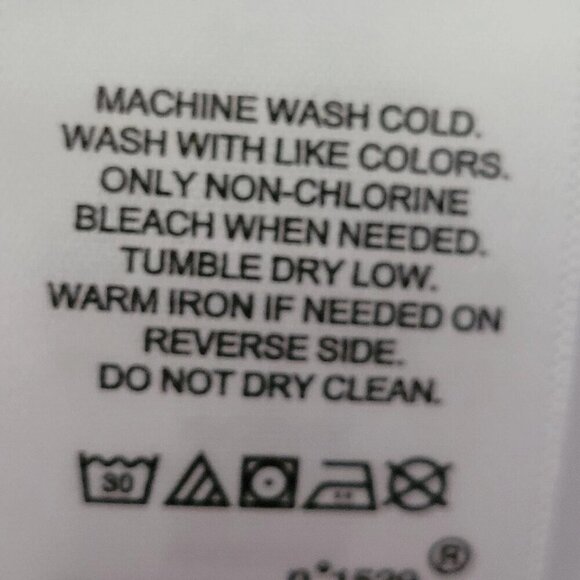 MACHINE WASH COLD.
WASH WITH LIKE COLORS.
ONLY NON-CHLORINE
BLEACH WHEN NEEDED.
TUMBLE DRY LOW.
WARM IRON IF NEEDED ON
REVERSE SIDE.
DO NOT DRY CLEAN.
30
®